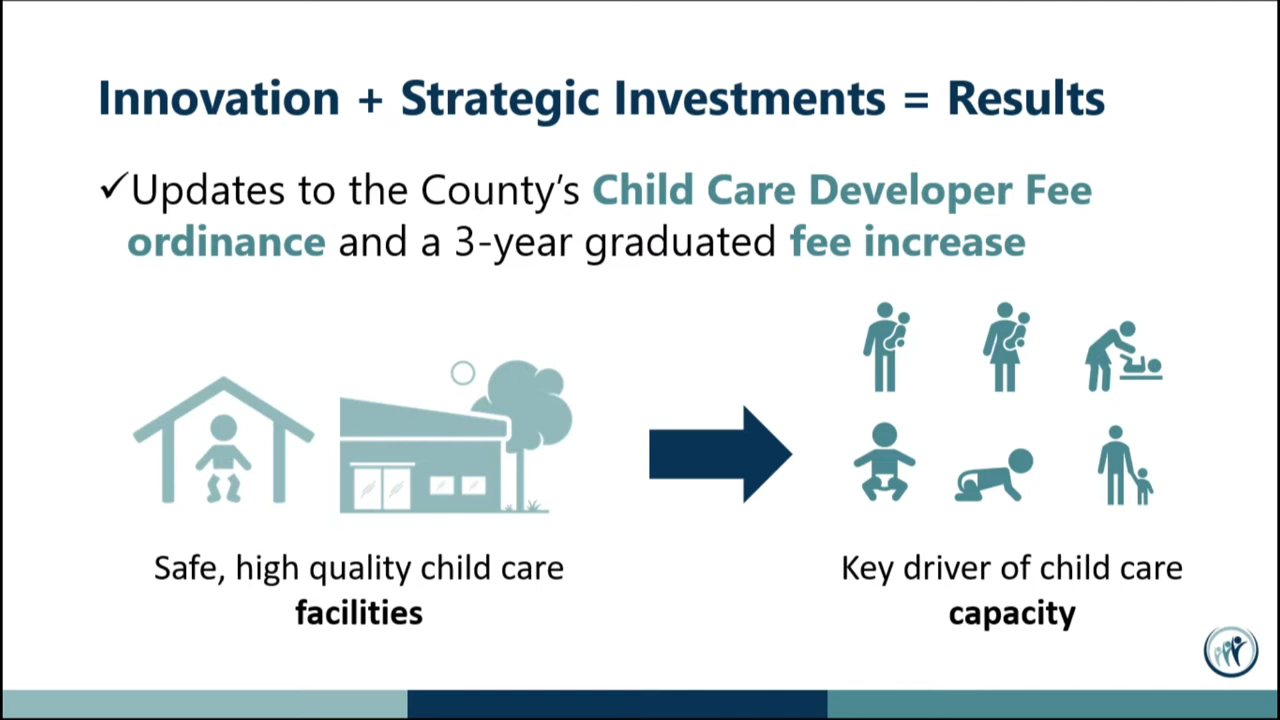 Innovation + Strategic Investments = Results
✓Updates to the County's Child Care Developer Fee
ordinance and a 3-year graduated fee increase
Safe, high quality child care
facilities
Key driver of child care
capacity